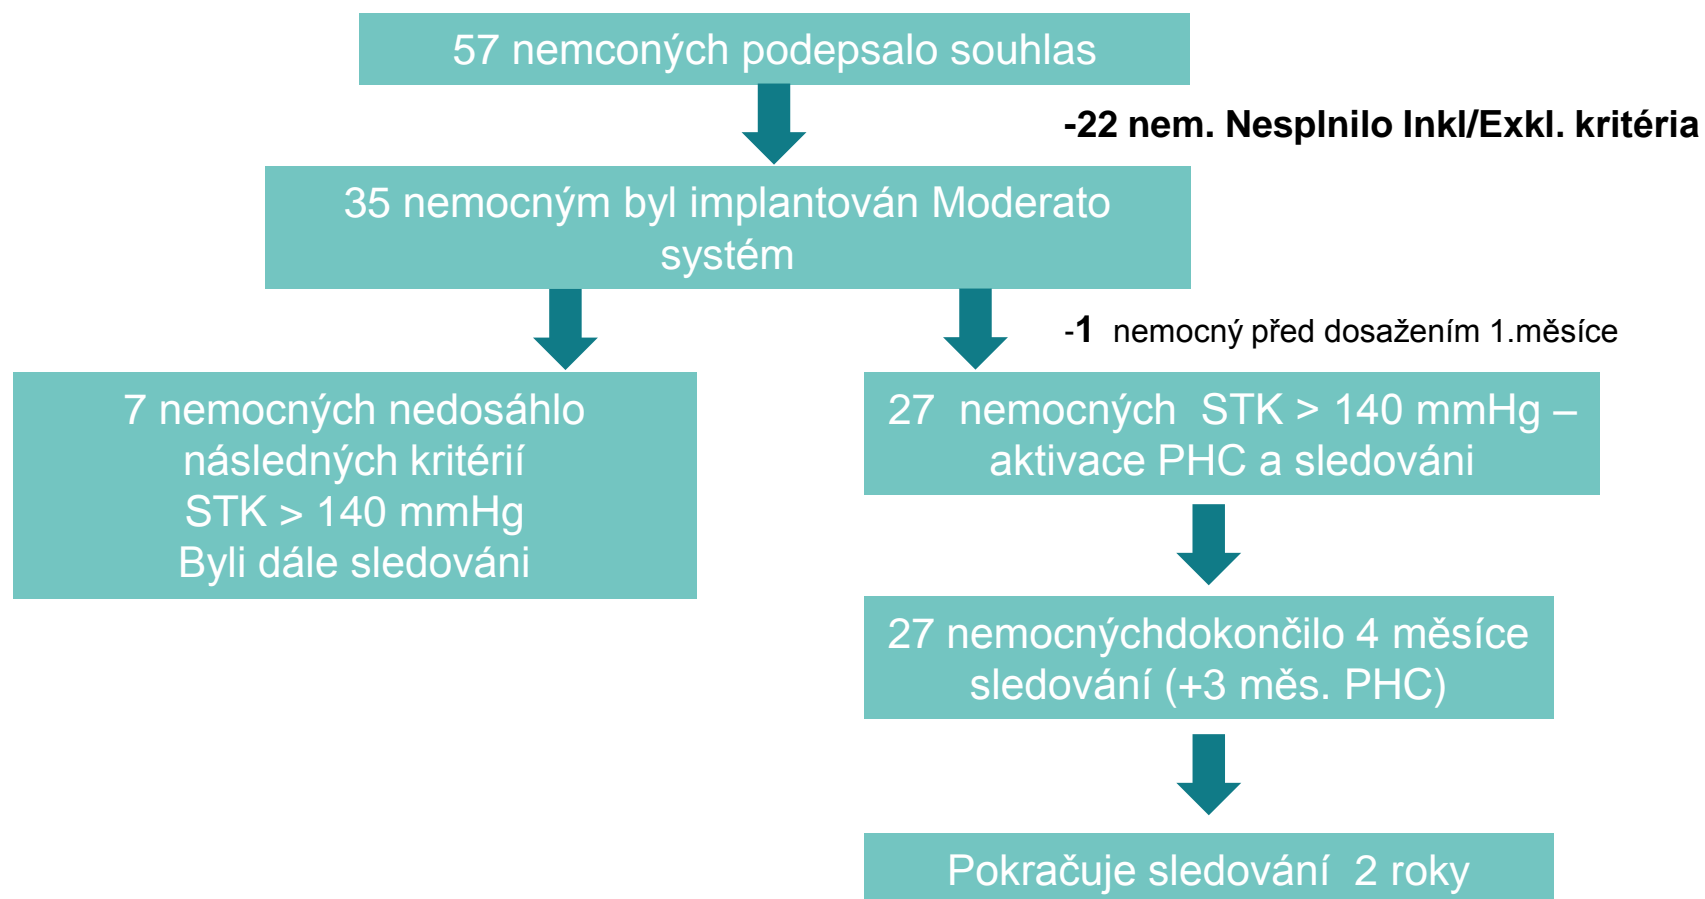 57 nemconých podepsalo souhlas
-22 nem. Nesplnilo Inkl/Exkl. kritéria
35 nemocným byl implantován Moderato
systém
-1 nemocný před dosažením 1.měsíce
7 nemocných nedosáhlo
následných kritérií
STK > 140 mmHg
Byli dále sledováni
27 nemocných STK > 140 mmHg –
aktivace PHC a sledováni
27 nemocnýchdokončilo 4 měsíce
sledování (+3 měs. PHC)
Pokračuje sledování 2 roky